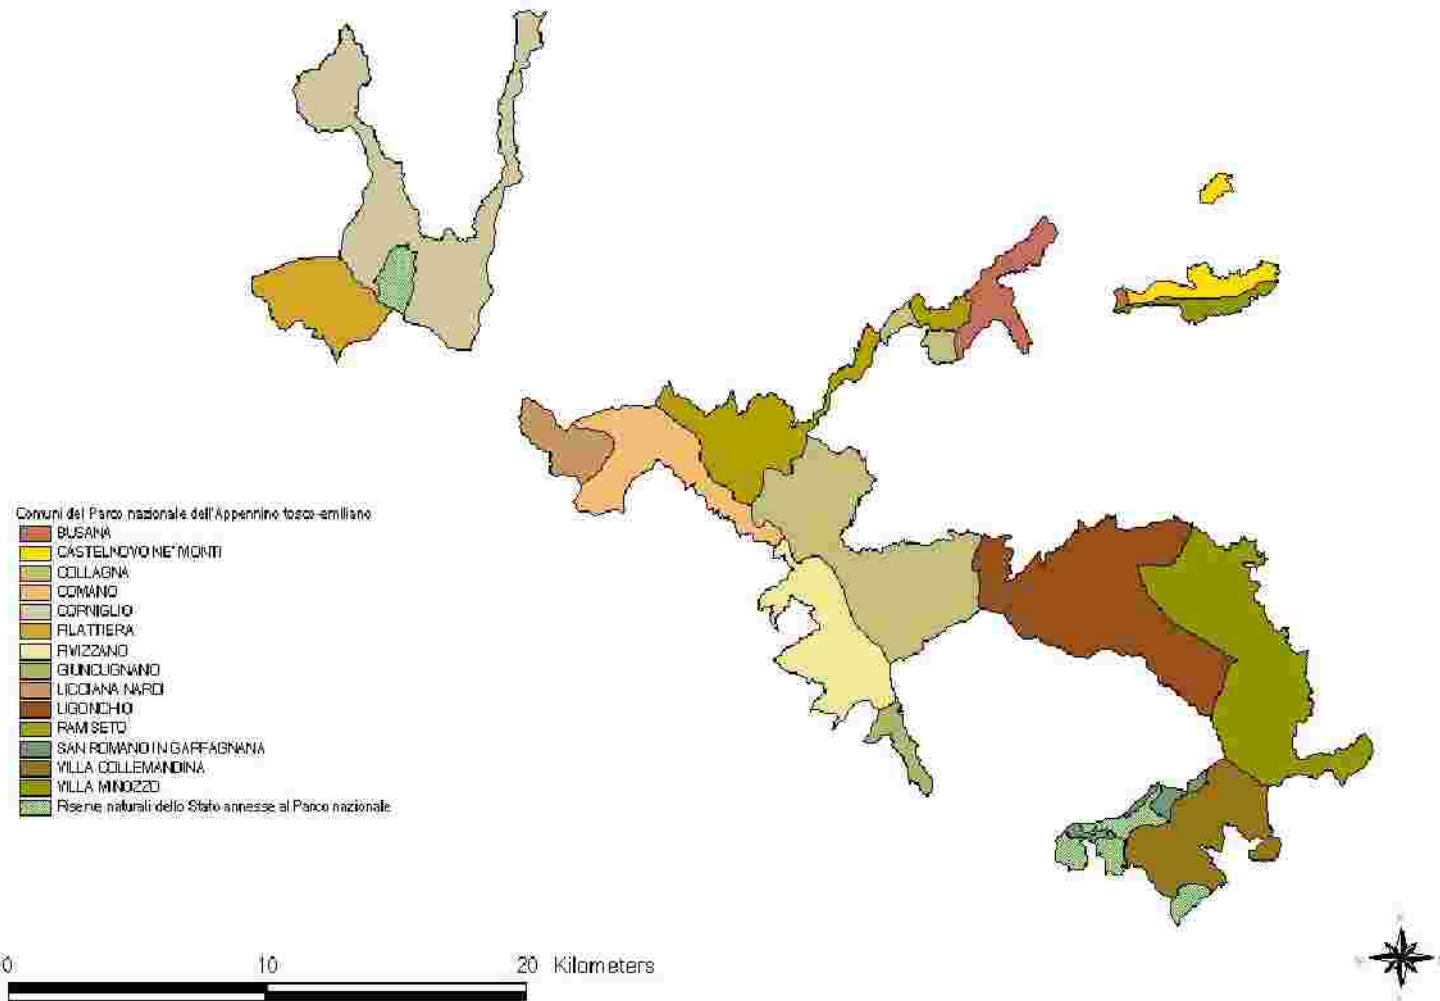 Comuni del Parco nazionale dell'Appennino tosco-emiliano
BUSANA
CASTELNOVO NE' MONTI
COLLAGNA
COMANO
CORNIGLIO
FILATTIERA
FIVIZZANO
GIUNCUGNANO
LICCIANA NARDI
LIGONCHIO
RAMISETO
SAN ROMANO IN GARFAGNANA
VILLA COLLEMANDINA
VILLA MINOZZO
Riserve naturali dello Stato annesse al Parco nazionale
0 10 20 Kilometers